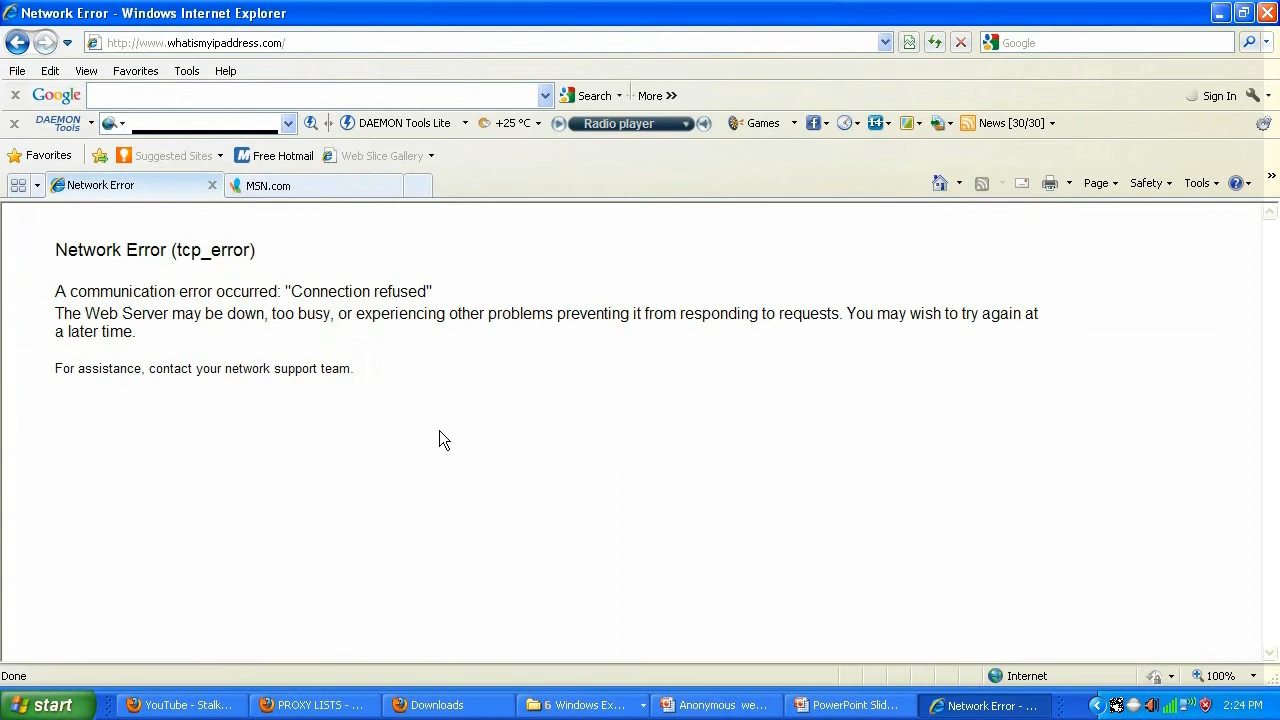 Network Error - Windows Internet Explorer
http://www.whatismyipaddress.com/
Google
File Edit View Favorites Tools Help
Google Search More Sign In
DAEMON Tools DAEMON Tools Lite +25 °C Radio player Games 14 News [30/30]
Favorites Suggested Sites Free Hotmail Web Slice Gallery
Network Error MSN.com Page Safety Tools
Network Error (tcp_error)
A communication error occurred: "Connection refused"
The Web Server may be down, too busy, or experiencing other problems preventing it from responding to requests. You may wish to try again at
a later time.
For assistance, contact your network support team.
Done Internet 100%
start YouTube - Stalk... PROXY LISTS - ... Downloads 6 Windows Ex... Anonymous we... PowerPoint Slid... Network Error - ... 2:24 PM